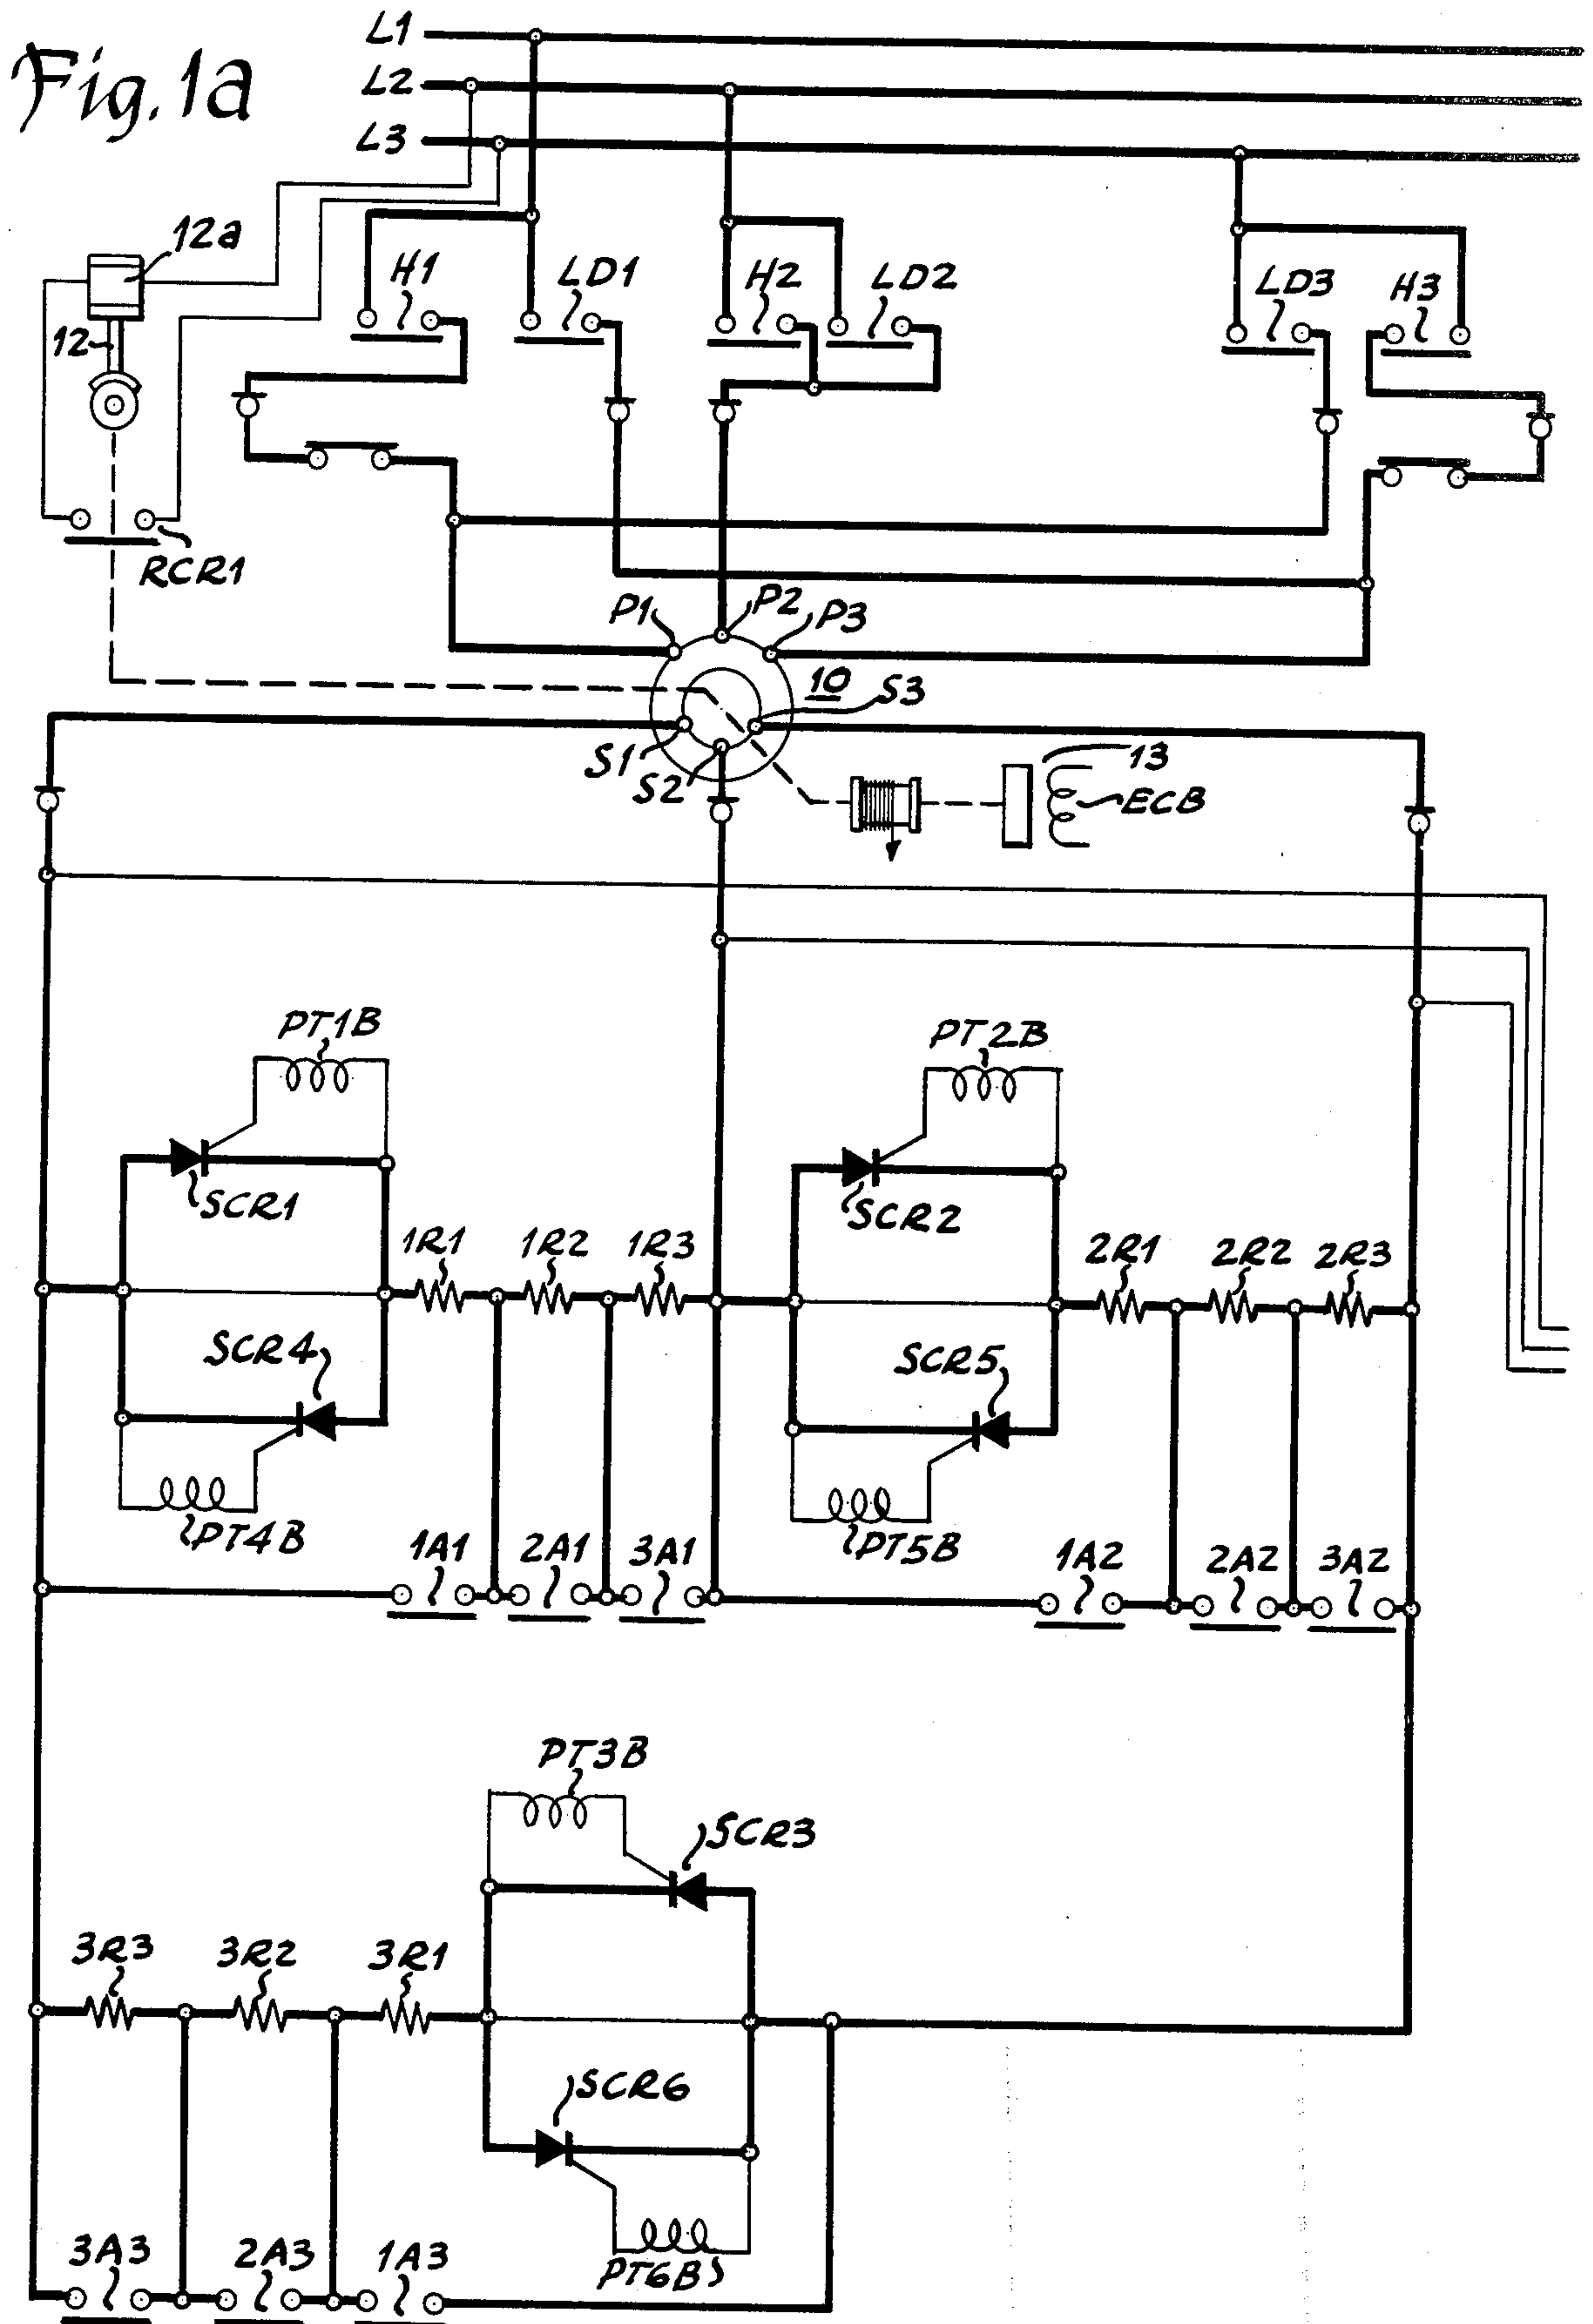 Fig. 1a
L1
L2
L3
12a
H1
LD1
H2
LD2
LD3
H3
12
RCR1
P1
P2
P3
10
S3
S1
S2
13
ECB
PT1B
PT2B
SCR1
SCR2
1R1
1R2
1R3
2R1
2R2
2R3
SCR4
SCR5
PT4B
PT5B
1A1
2A1
3A1
1A2
2A2
3A2
PT3B
SCR3
3R3
3R2
3R1
SCR6
3A3
2A3
1A3
PT6B